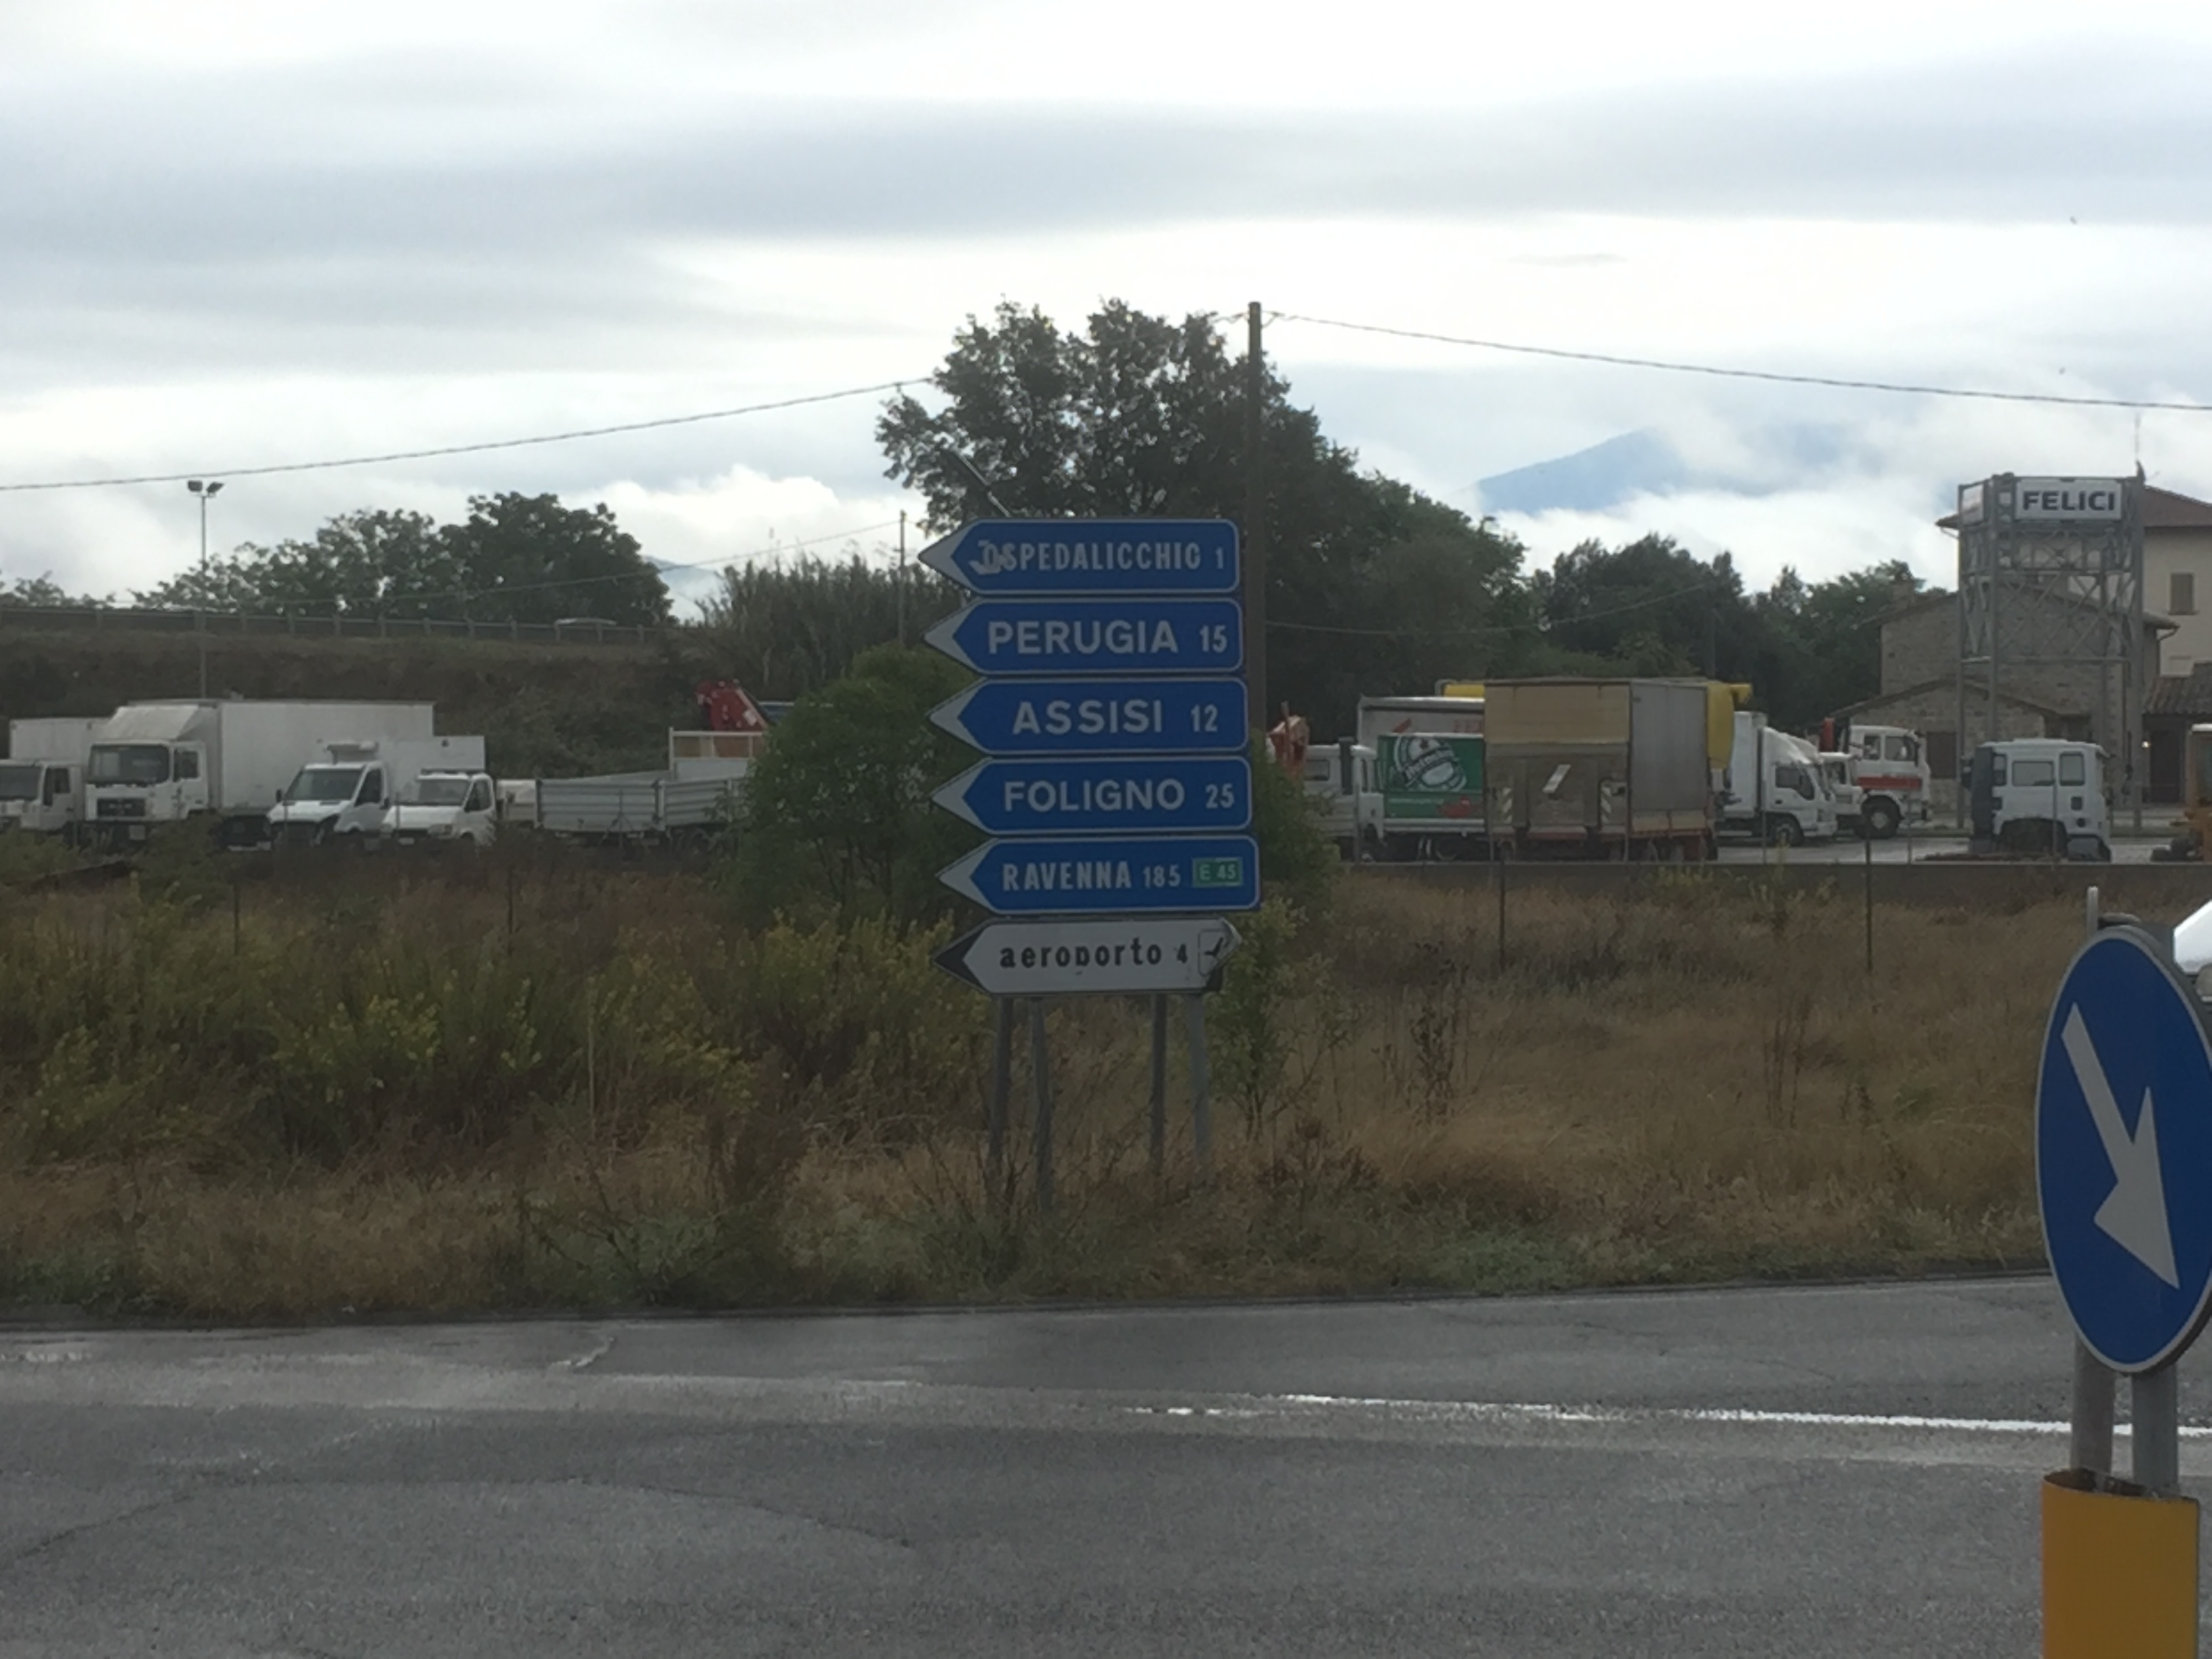 FELICI
OSPEDALICCHIO 1
PERUGIA 15
ASSISI 12
FOLIGNO 25
RAVENNA 185 E 45
aeroporto 4